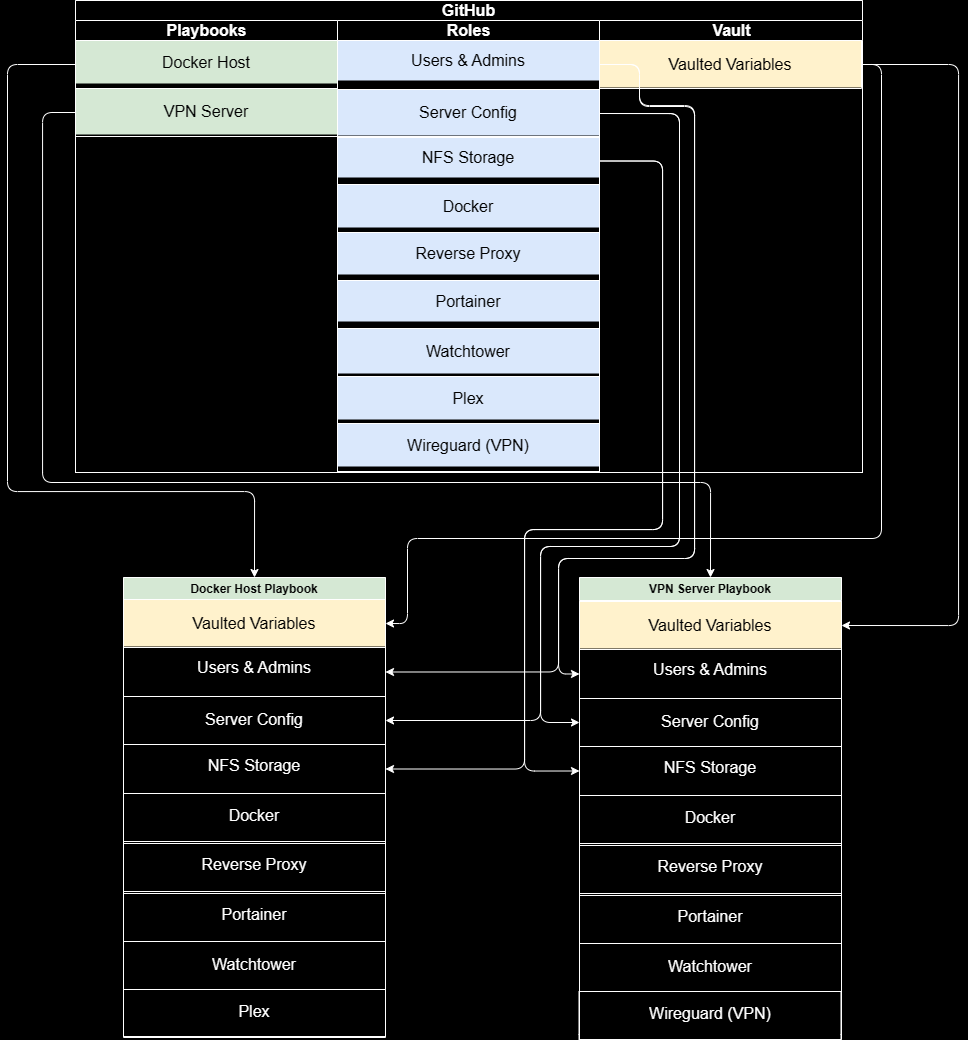 GitHub
Playbooks
Roles
Vault
Docker Host
Users & Admins
Vaulted Variables
VPN Server
Server Config
NFS Storage
Docker
Reverse Proxy
Portainer
Watchtower
Plex
Wireguard (VPN)
Docker Host Playbook
Vaulted Variables
Users & Admins
Server Config
NFS Storage
Docker
Reverse Proxy
Portainer
Watchtower
Plex
VPN Server Playbook
Vaulted Variables
Users & Admins
Server Config
NFS Storage
Docker
Reverse Proxy
Portainer
Watchtower
Wireguard (VPN)